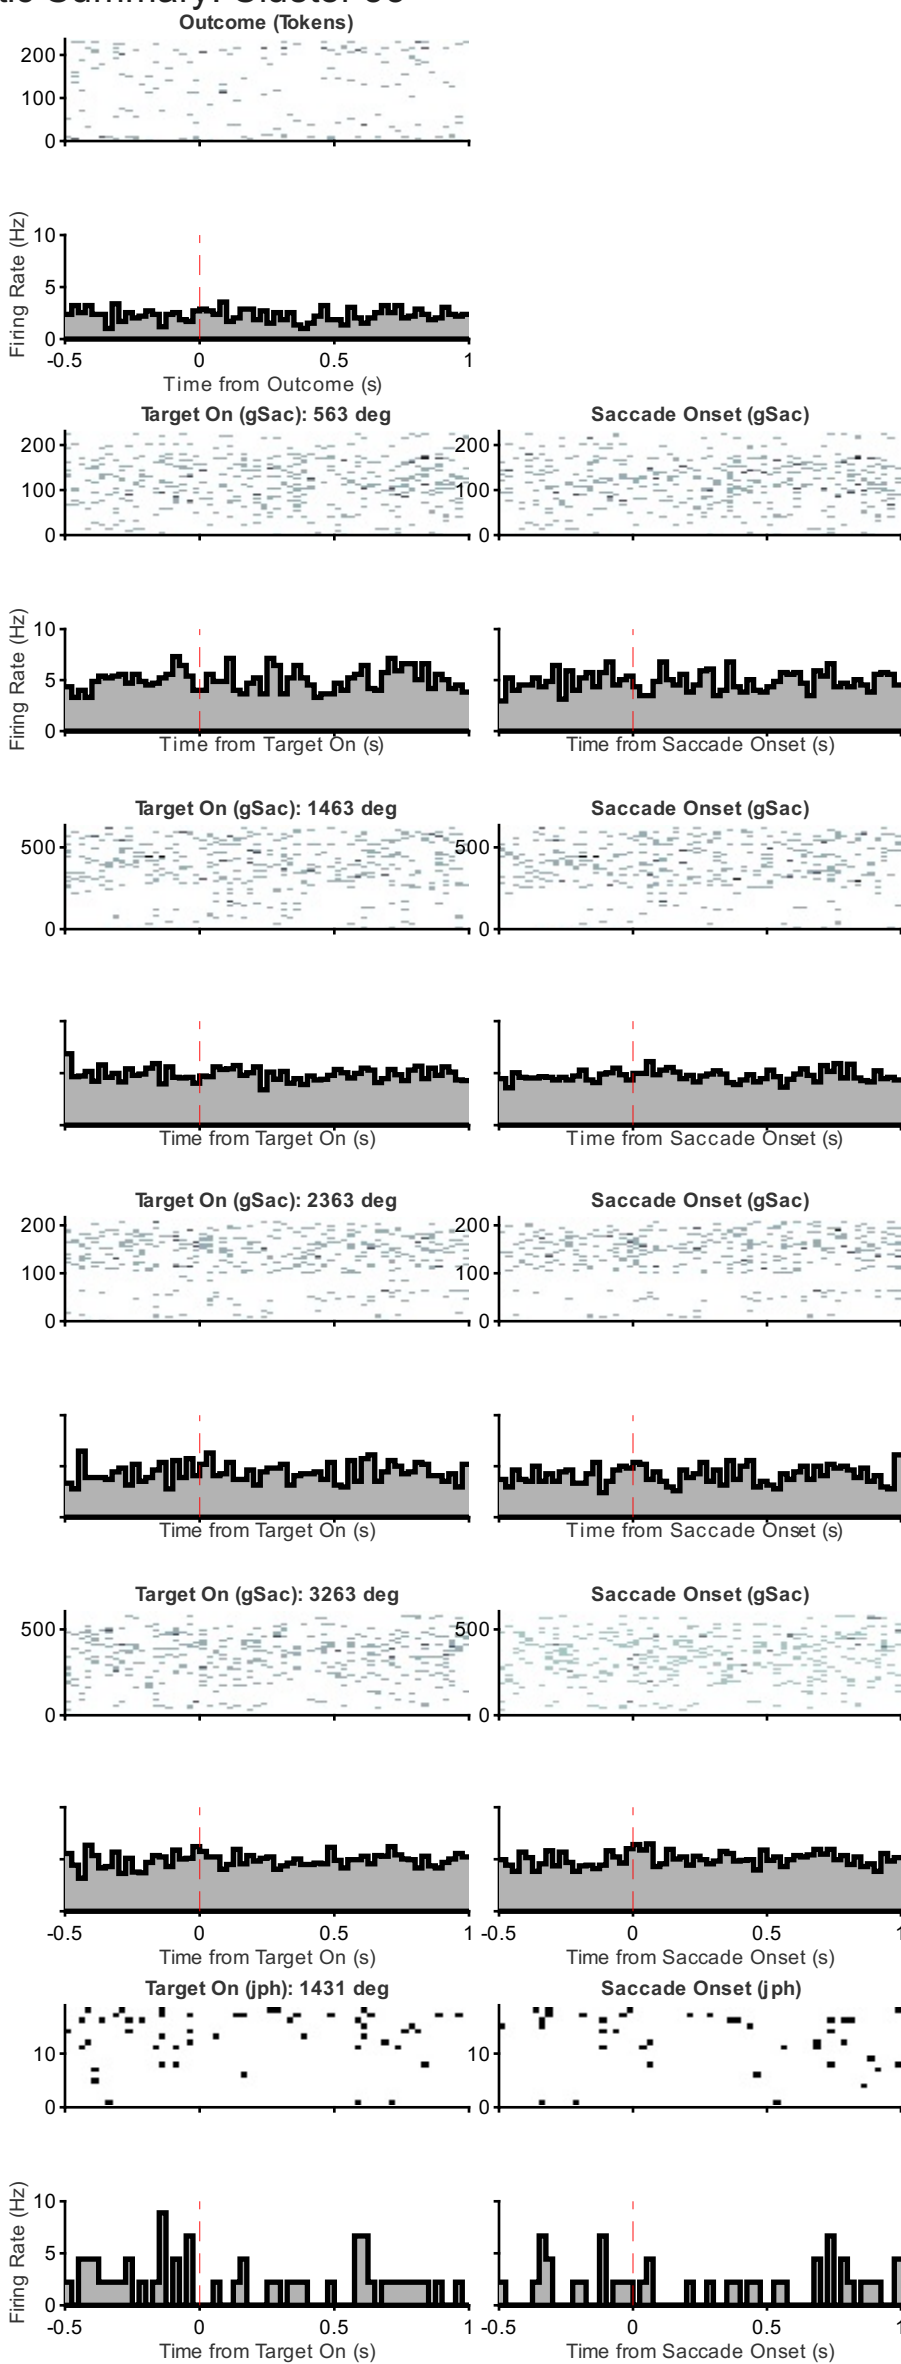 Outcome (Tokens)
200
100
0
Firing Rate (Hz)
10
5
0
-0.5 0 0.5 1
Time from Outcome (s)
Target On (gSac): 563 deg Saccade Onset (gSac)
200 200
100 100
0 0
Firing Rate (Hz)
10
5
0
Time from Target On (s) Time from Saccade Onset (s)
Target On (gSac): 1463 deg Saccade Onset (gSac)
500 500
0 0
Time from Target On (s) Time from Saccade Onset (s)
Target On (gSac): 2363 deg Saccade Onset (gSac)
200 200
100 100
0 0
Time from Target On (s) Time from Saccade Onset (s)
Target On (gSac): 3263 deg Saccade Onset (gSac)
500 500
0 0
-0.5 0 0.5 1 -0.5 0 0.5 1
Time from Target On (s) Time from Saccade Onset (s)
Target On (jph): 1431 deg Saccade Onset (jph)
10 10
0 0
Firing Rate (Hz)
10
5
0
-0.5 0 0.5 1 -0.5 0 0.5 1
Time from Target On (s) Time from Saccade Onset (s)